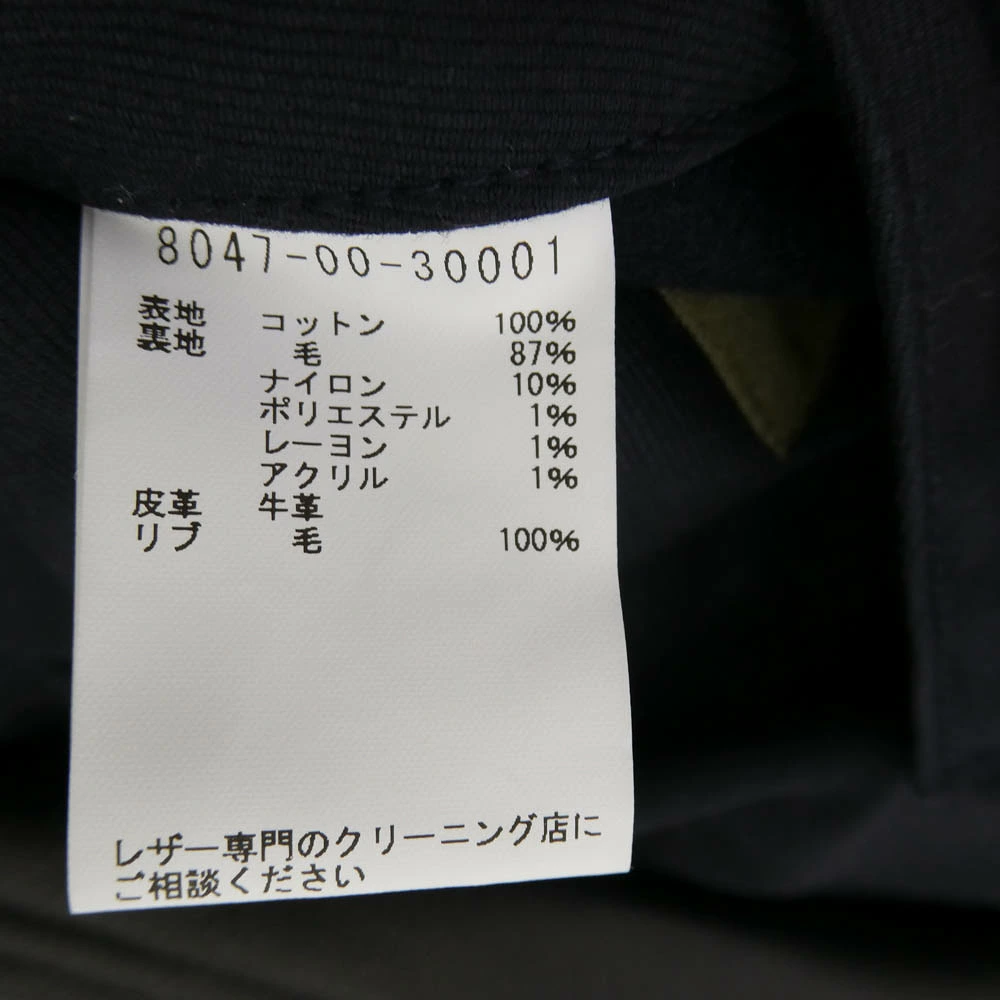 8047-00-30001
表地 コットン 100%
裏地 毛 87%
ナイロン 10%
ポリエステル 1%
レーヨン 1%
アクリル 1%
皮革 牛革
リブ 毛 100%
レザー専門のクリーニング店に
ご相談ください